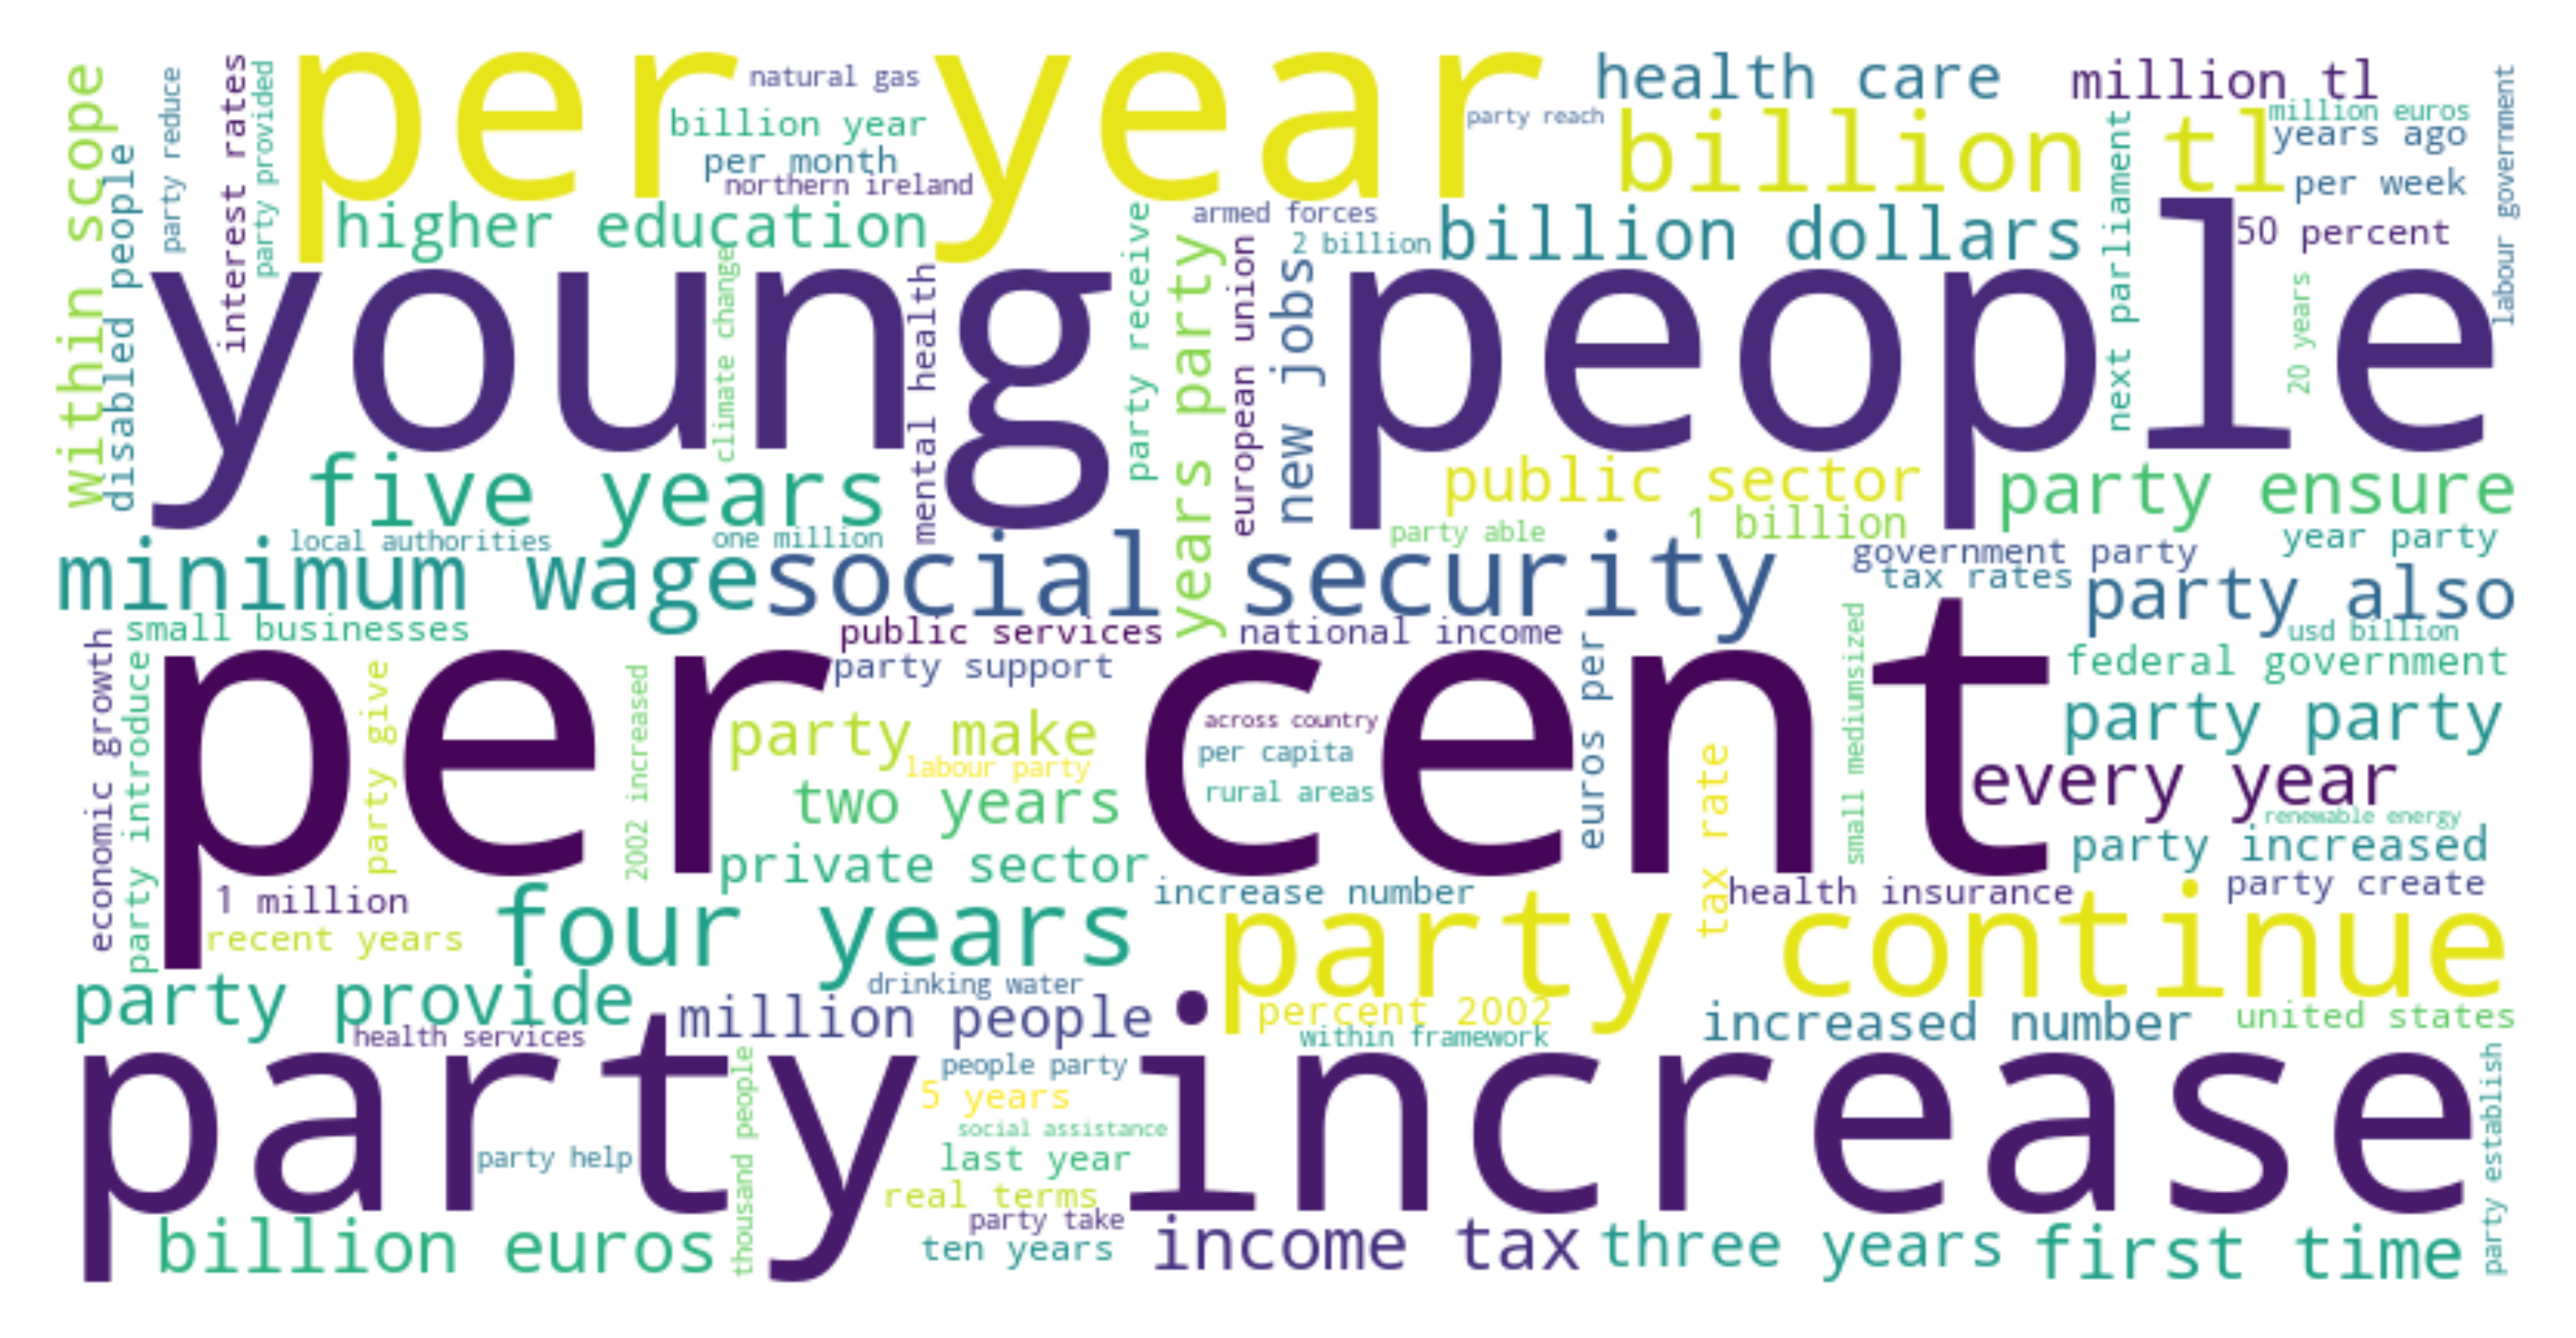 per year
natural gas
health care
million tl
million euros
party reach
billion tl
years ago
billion year
per month
northern ireland
per week
within scope
disabled people
party reduce
interest rates
party provided
higher education
armed forces
2 billion
billion dollars
50 percent
labour government
next parliament
party receive
years party
european union
new jobs
young people
climate change
mental health
20 years
five years
public sector
party ensure
1 billion
party able
local authorities
one million
year party
government party
tax rates
minimum wage
social security
party also
small businesses
public services
national income
usd billion
party support
federal government
economic growth
party introduce
per cent
party give
2002 increased
party make
across country
per capita
labour party
rural areas
euros per
tax rate
small mediumsized
party party
two years
every year
renewable energy
private sector
party increased
1 million
increase number
health insurance
party create
recent years
four years
party continue
party provide
drinking water
million people
percent 2002
increased number
united states
health services
within framework
party increase
people party
5 years
social assistance
party help
last year
thousand people
real terms
party take
party establish
billion euros
ten years
income tax
three years
first time